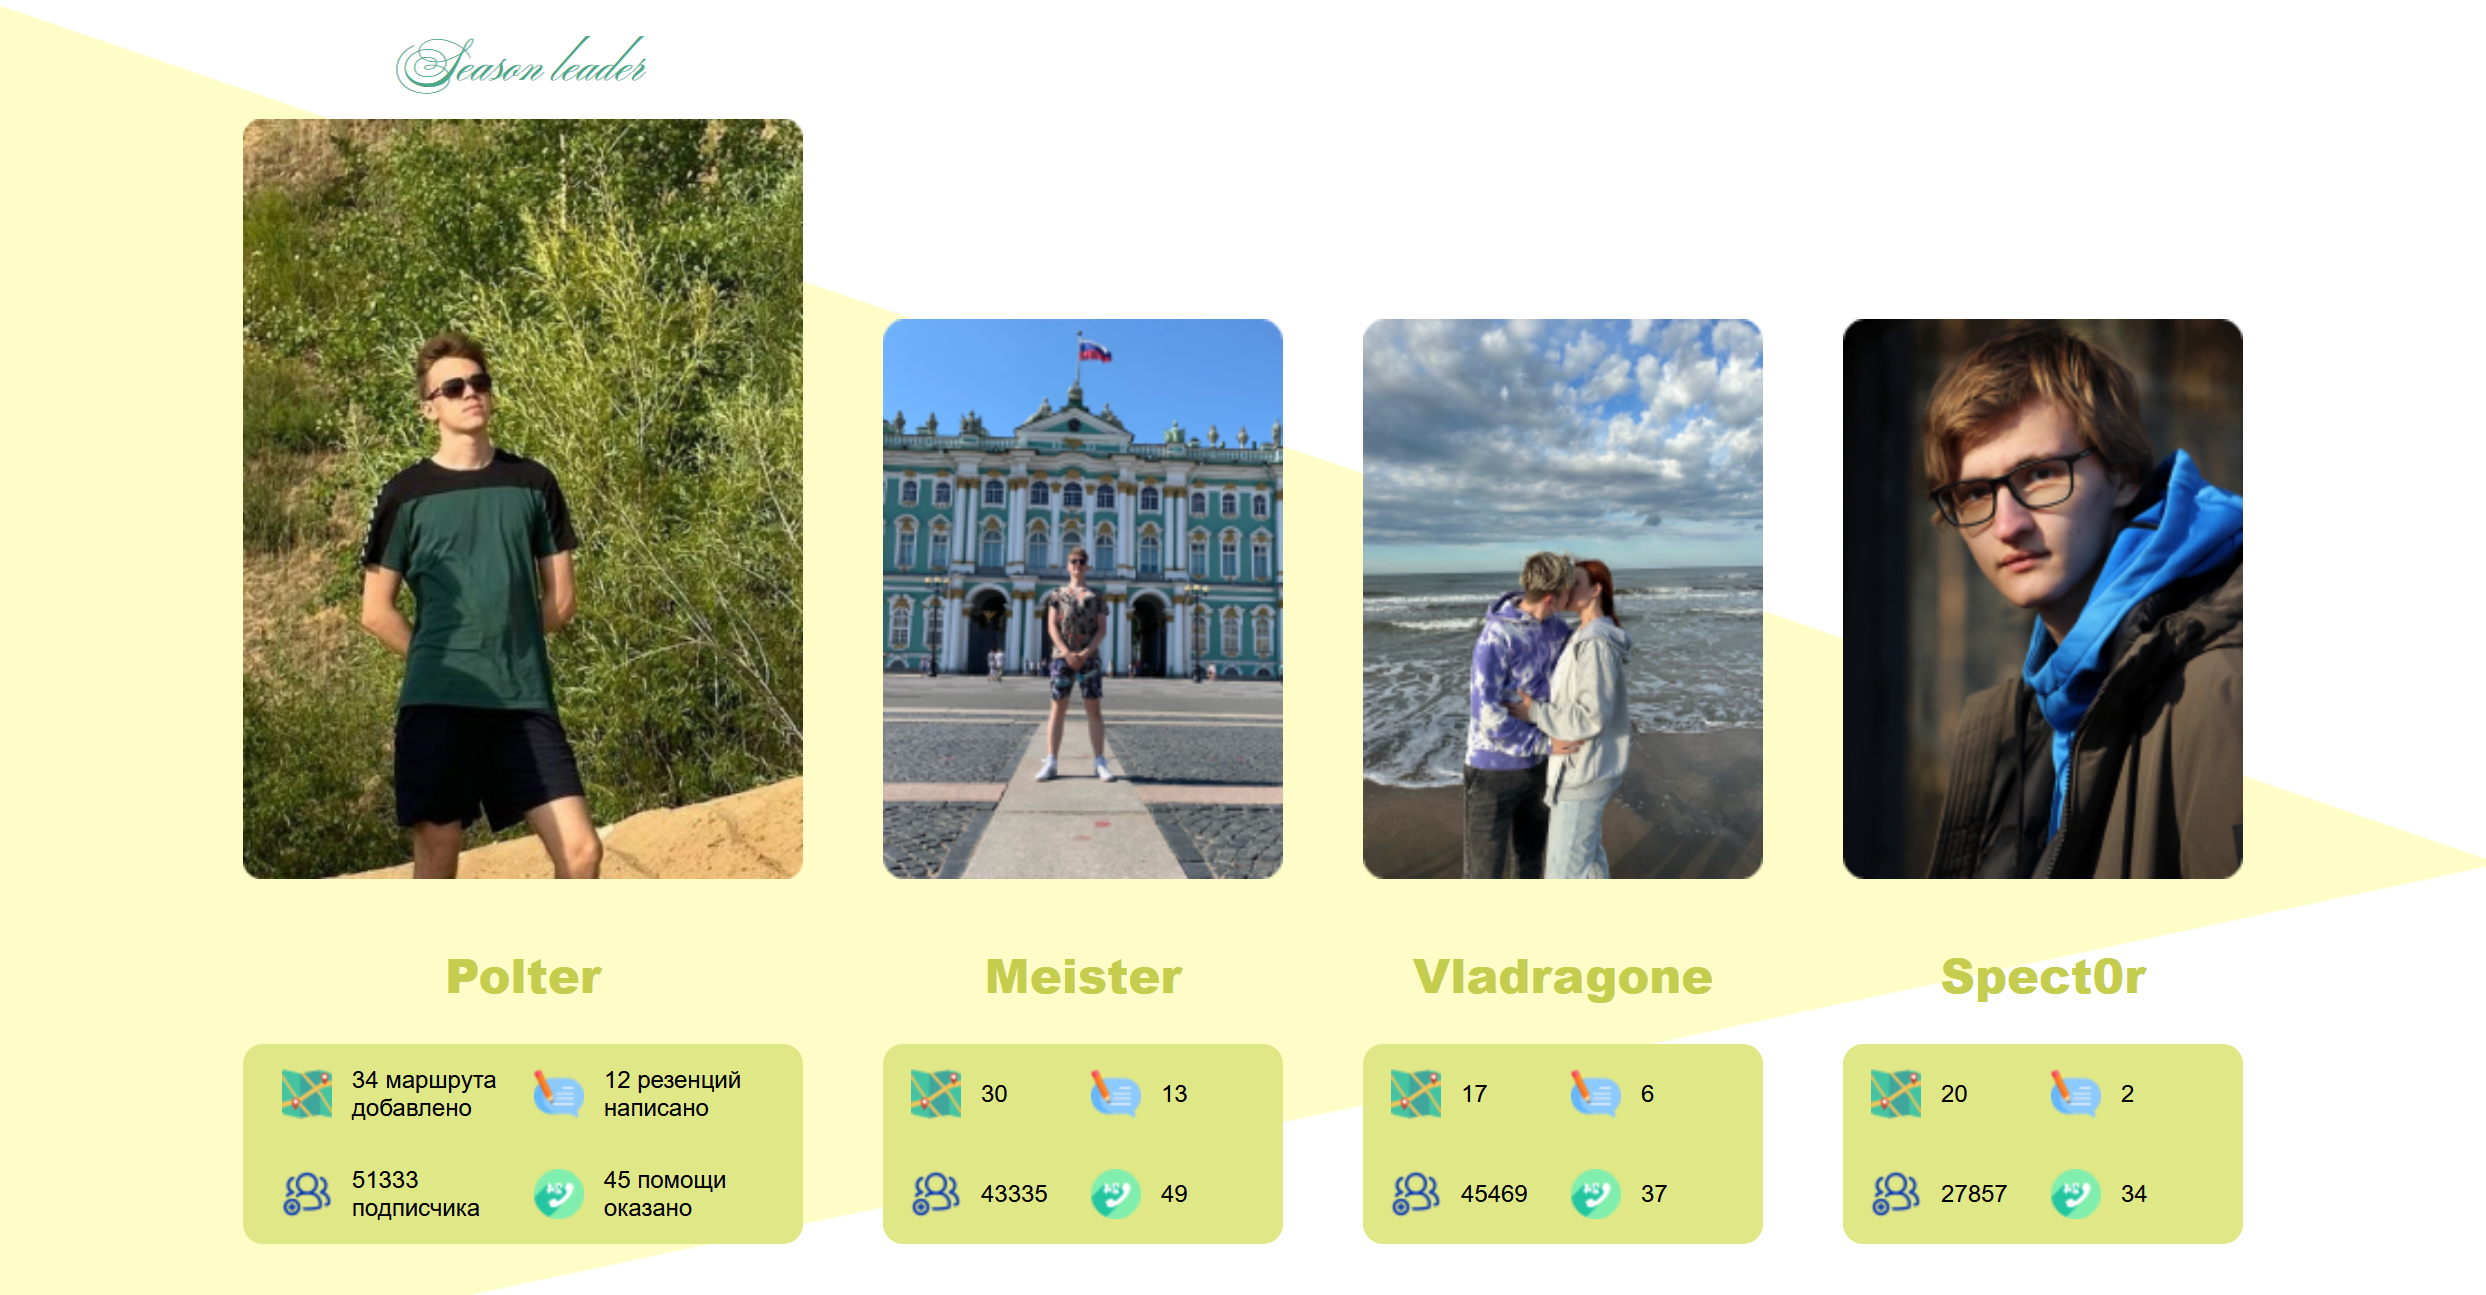 Season leader
Polter
Meister
Vladragone
Spect0r
34 маршрута
добавлено
12 резенций
написано
51333
подписчика
45 помощи
оказано
30
13
43335
49
17
6
45469
37
20
2
27857
34